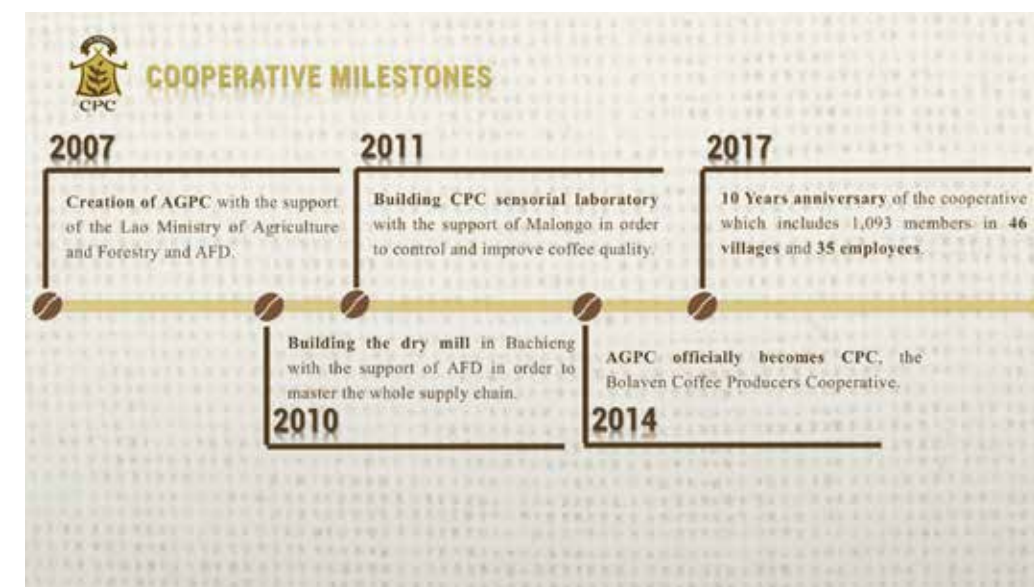 CPC
COOPERATIVE MILESTONES
2007
Creation of AGPC with the support
of the Lao Ministry of Agriculture
and Forestry and AFD.
2010
Building the dry mill in Bachieng
with the support of AFD in order to
master the whole supply chain.
2011
Building CPC sensorial laboratory
with the support of Malongo in order
to control and improve coffee quality.
2014
AGPC officially becomes CPC, the
Bolaven Coffee Producers Cooperative.
2017
10 Years anniversary of the cooperative
which includes 1,093 members in 46
villages and 35 employees.